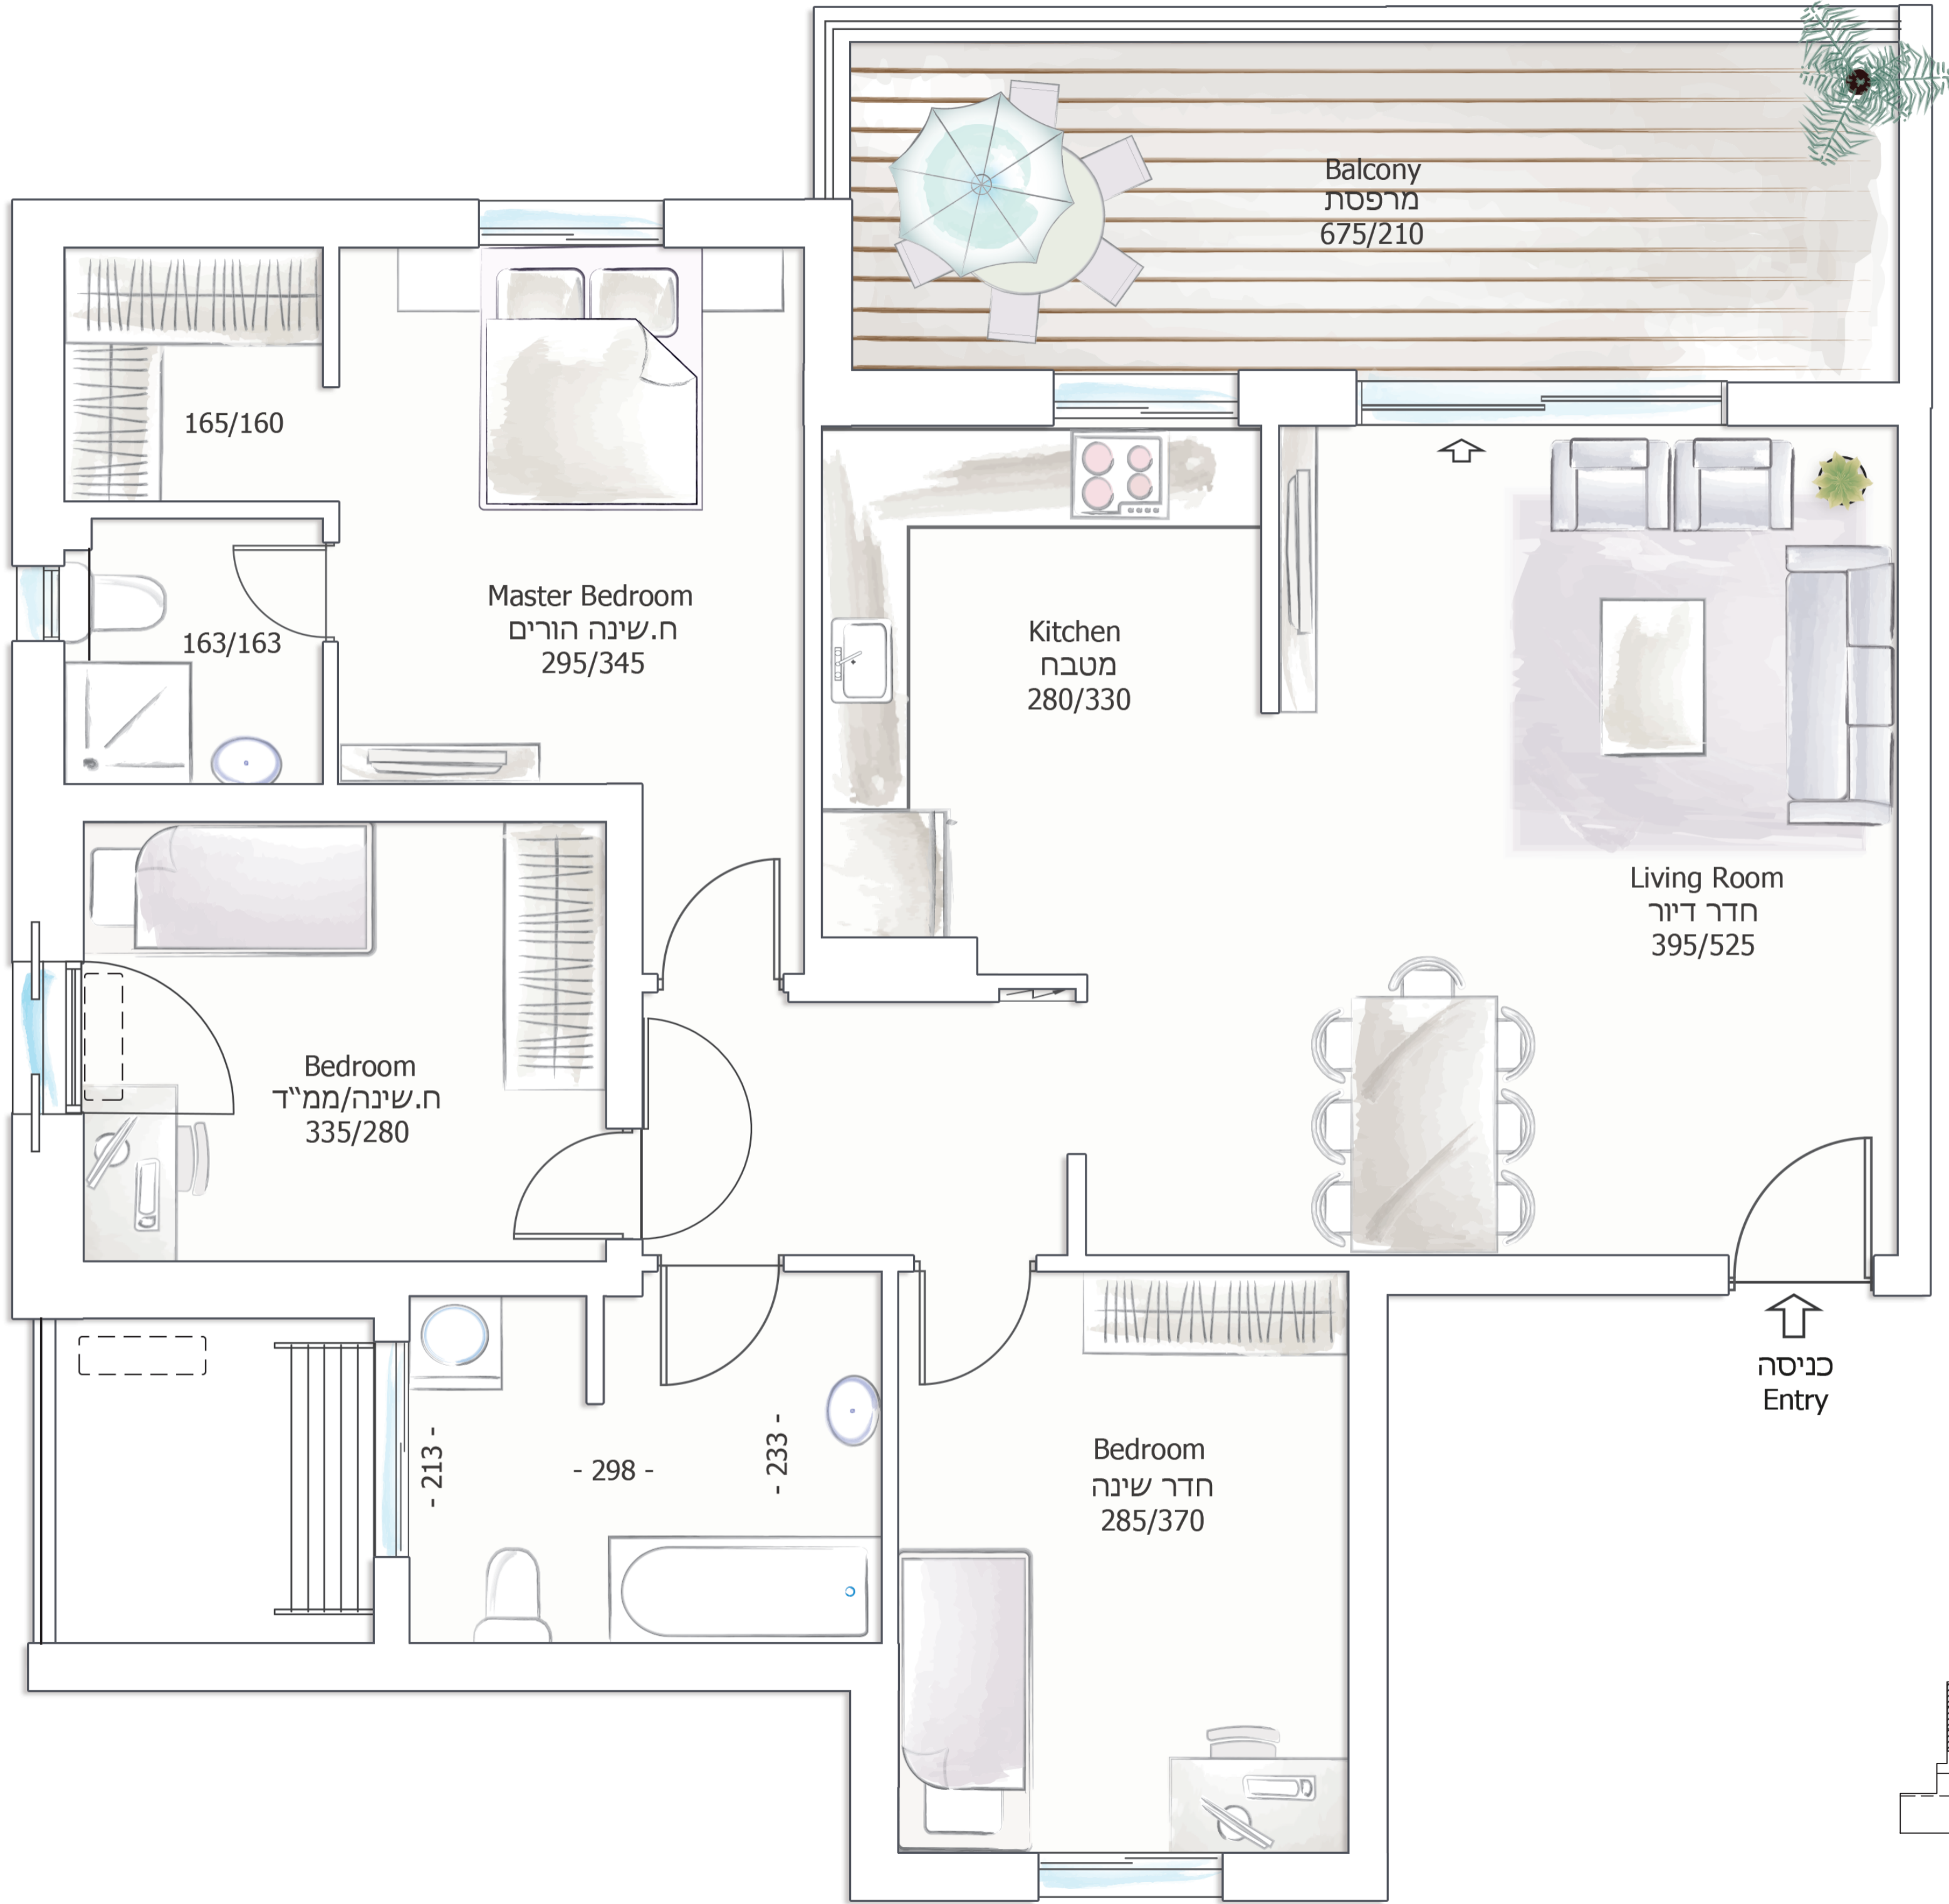 Balcony
מרפסת
675/210
165/160
Master Bedroom
ח.שינה הורים
295/345
163/163
Kitchen
מטבח
280/330
Living Room
חדר דיור
395/525
Bedroom
ח.שינה/ממ"ד
335/280
כניסה
Entry
- 213 -
- 298 -
- 233 -
Bedroom
חדר שינה
285/370